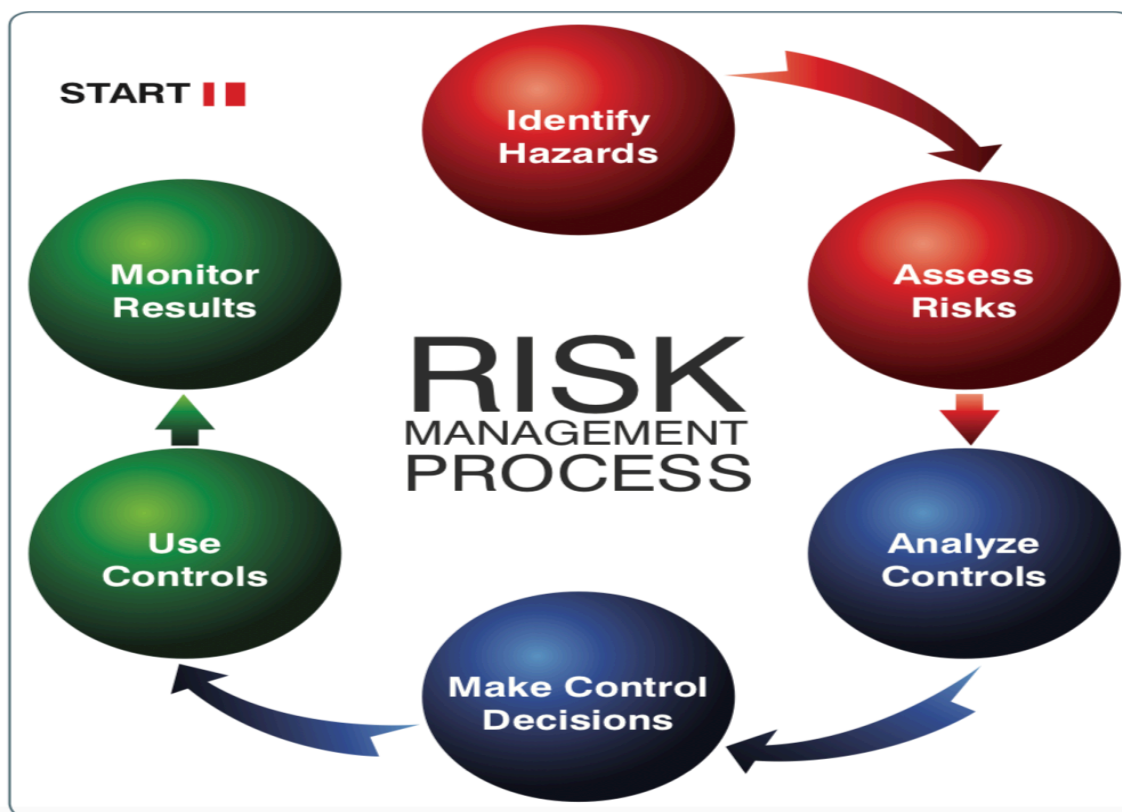 START
Identify
Hazards
Assess
Risks
Analyze
Controls
Make Control
Decisions
Use
Controls
Monitor
Results
RISK
MANAGEMENT
PROCESS